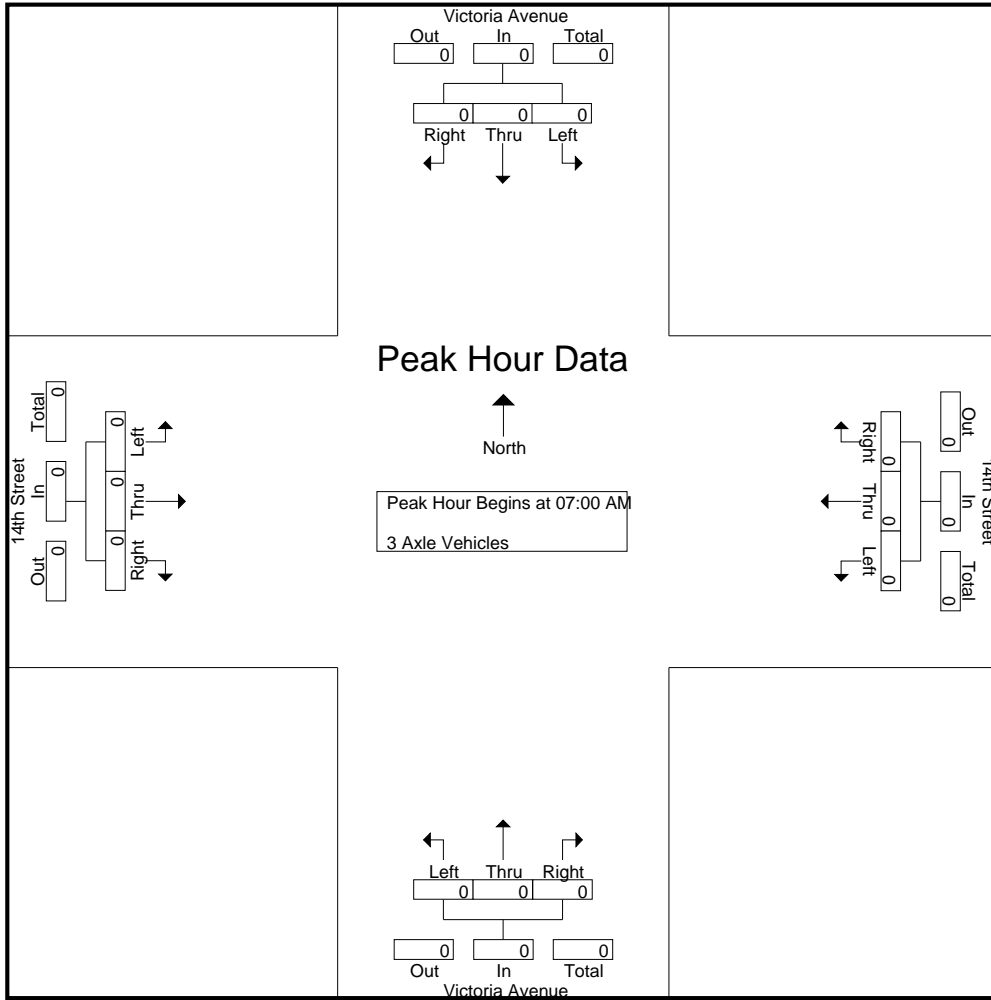 Victoria Avenue
Out In Total
0 0 0
0 0 0
Right Thru Left
Peak Hour Data
North
Peak Hour Begins at 07:00 AM
3 Axle Vehicles
14th Street
Total In Out
0 0 0
0 0 0
Left Thru Right
14th Street
Out In Total
0 0 0
0 0 0
Right Thru Left
Left Thru Right
0 0 0
0 0 0
Out In Total
Victoria Avenue